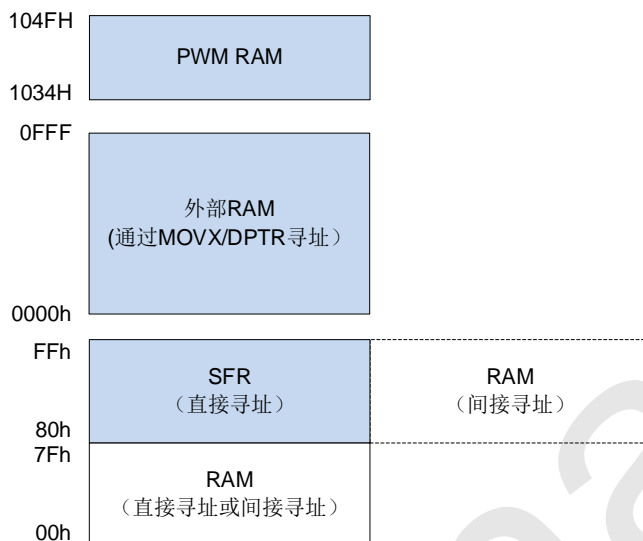 104FH
PWM RAM
1034H
0FFF
外部RAM
(通过MOVX/DPTR寻址）
0000h
FFh
SFR
（直接寻址）
RAM
（间接寻址）
80h
7Fh
RAM
（直接寻址或间接寻址）
00h